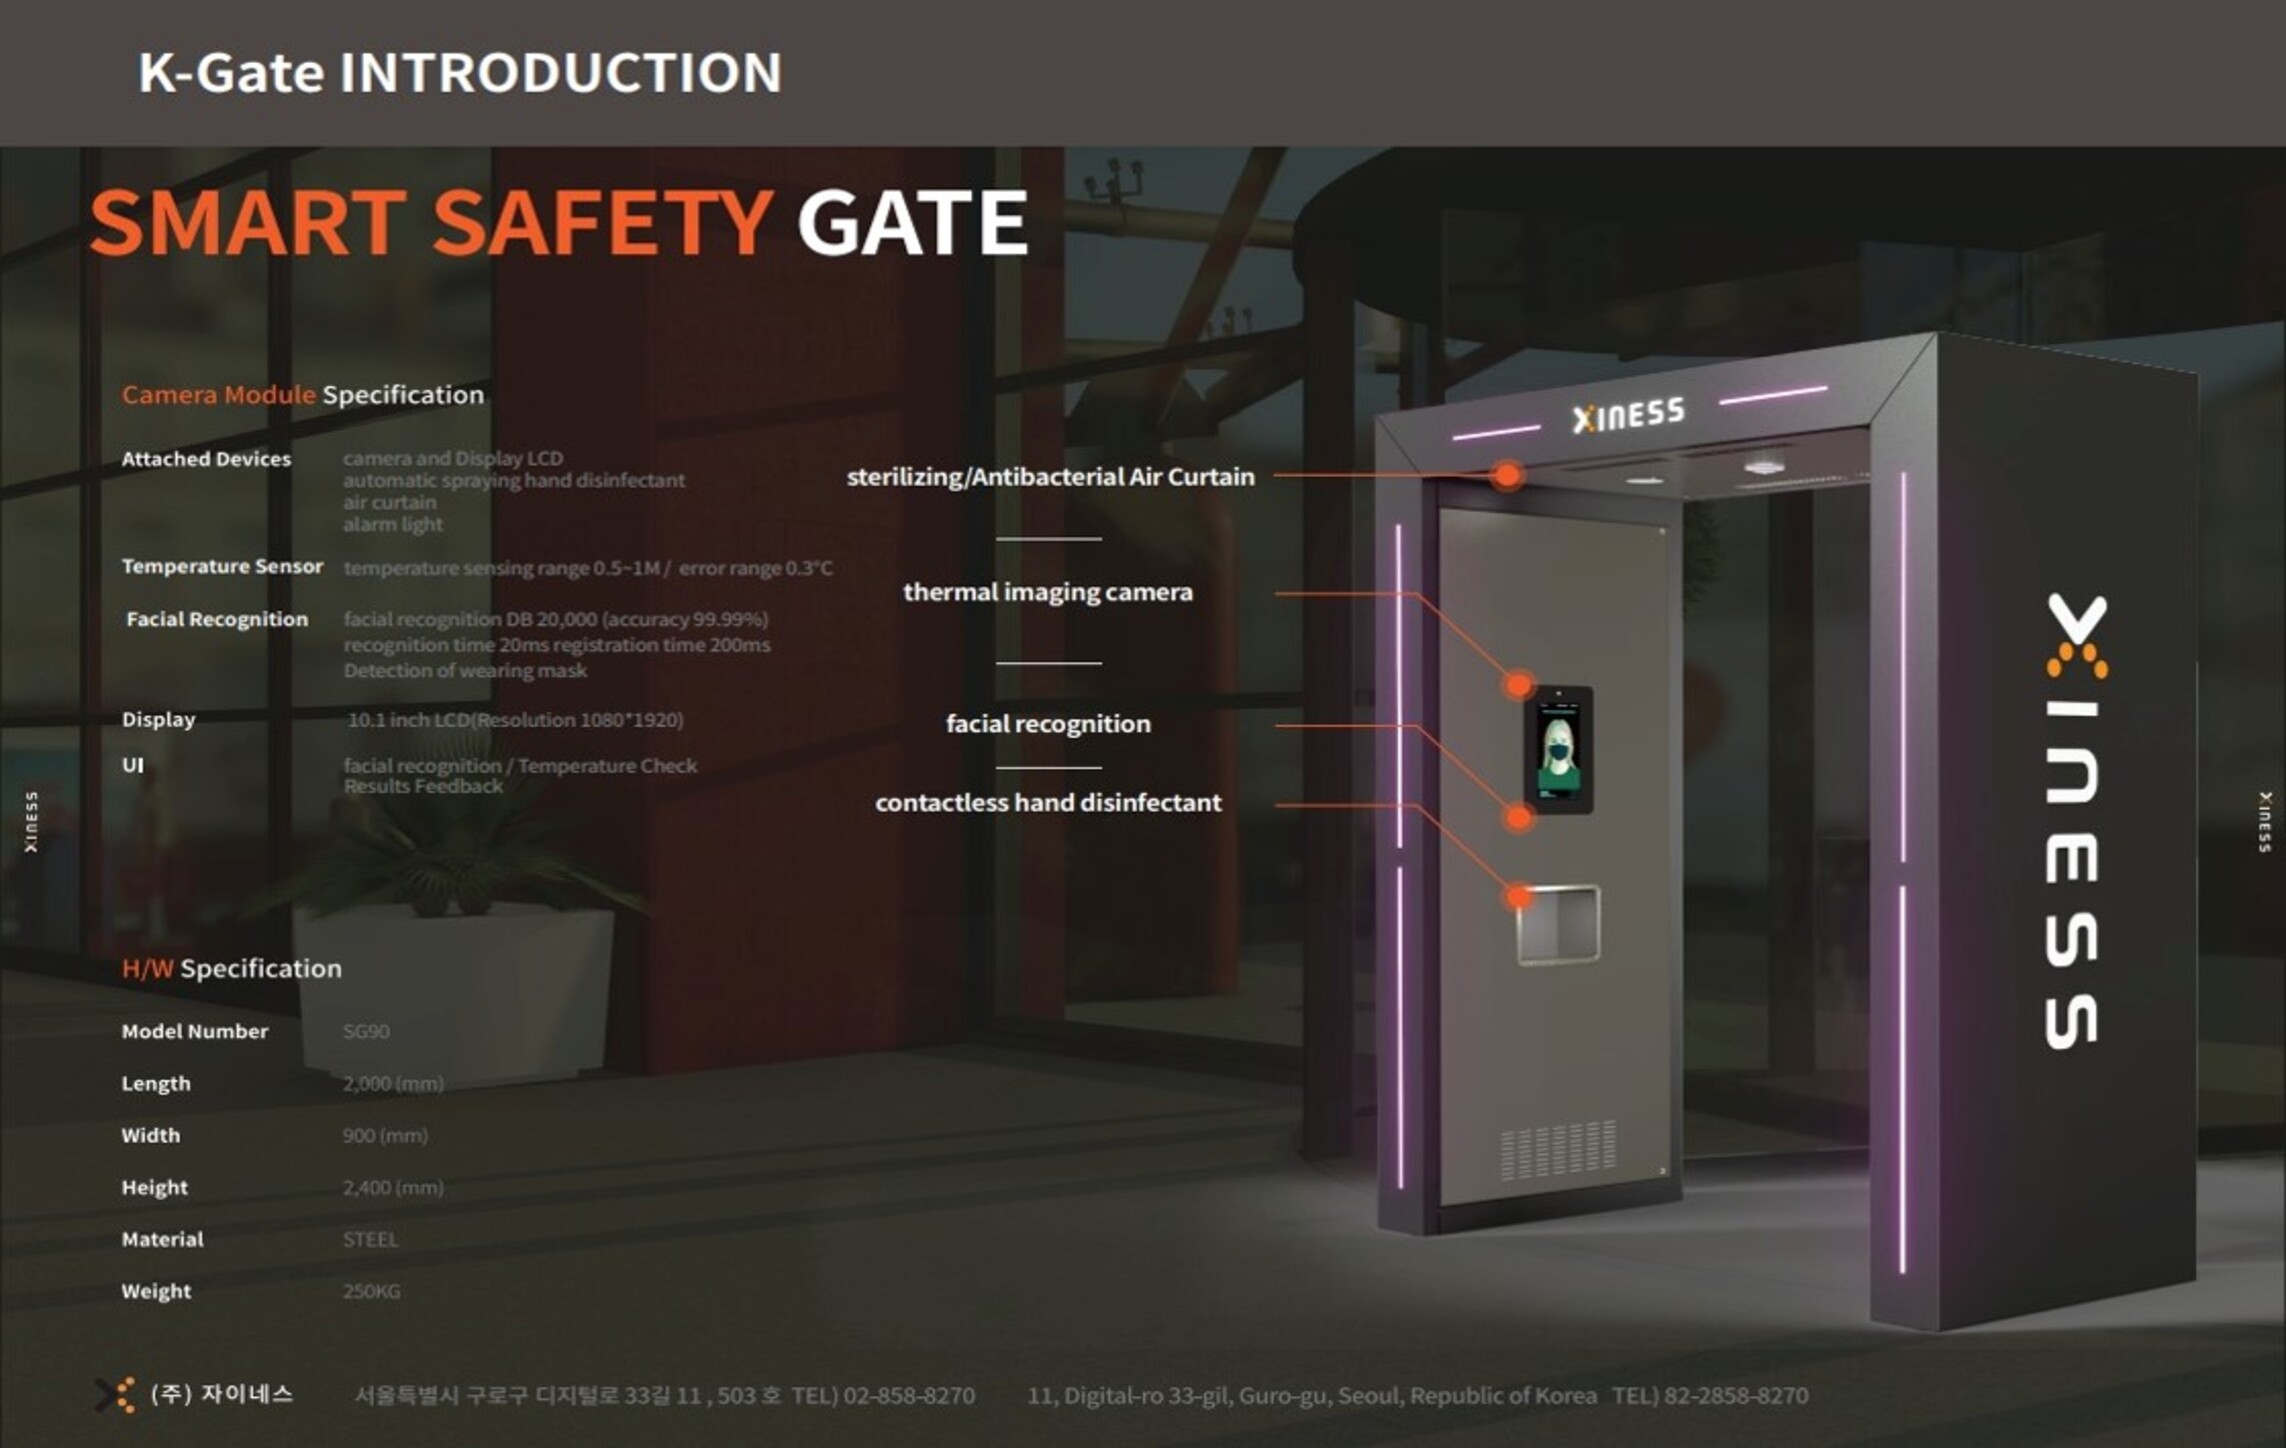 K-Gate INTRODUCTION
SMART SAFETY GATE
Camera Module Specification
Attached Devices camera and Display LCD
automatic spraying hand disinfectant
air curtain
alarm light
Temperature Sensor temperature sensing range 0.5~1M / error range 0.3°C
Facial Recognition facial recognition DB 20,000 (accuracy 99.99%)
recognition time 20ms registration time 200ms
Detection of wearing mask
Display 10.1 inch LCD(Resolution 1080*1920)
UI facial recognition / Temperature Check
Results Feedback
H/W Specification
Model Number SG90
Length 2,000 (mm)
Width 900 (mm)
Height 2,400 (mm)
Material STEEL
Weight 250KG
sterilizing/Antibacterial Air Curtain
thermal imaging camera
facial recognition
contactless hand disinfectant
XINESS
XINESS
XINESS
XINESS
(주) 자이네스 서울특별시 구로구 디지털로 33길 11 , 503 호 TEL) 02-858-8270 11, Digital-ro 33-gil, Guro-gu, Seoul, Republic of Korea TEL) 82-2858-8270